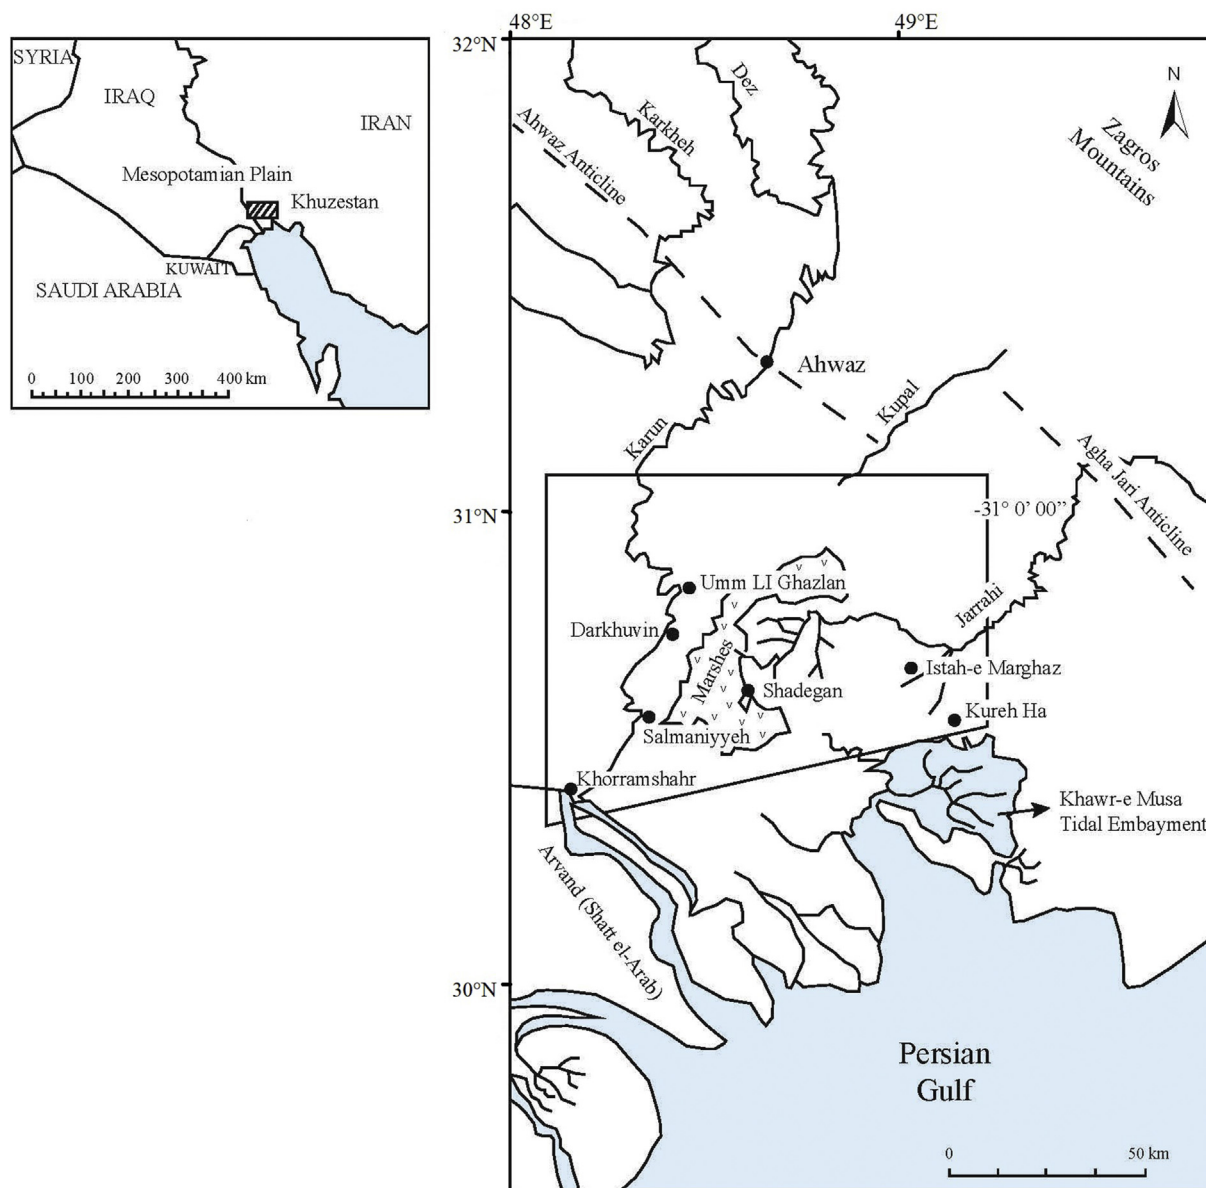 SYRIA
IRAQ
IRAN
Mesopotamian Plain
Khuzestan
KUWAIT
SAUDI ARABIA
0 100 200 300 400 km
48°E
49°E
32°N
N
Zagros
Mountains
Dez
Karkheh
Ahwaz Anticline
Ahwaz
Kupal
Karun
Agha Jari Anticline
31°N
-31° 0' 00"
Umm LI Ghazlan
Darkhuvin
Jarrahi
Marshes
Istah-e Marghaz
Shadegan
Kureh Ha
Salmaniyyeh
Khorramshahr
Khawr-e Musa
Tidal Embayment
Arvand (Shatt el-Arab)
30°N
Persian
Gulf
0 50 km